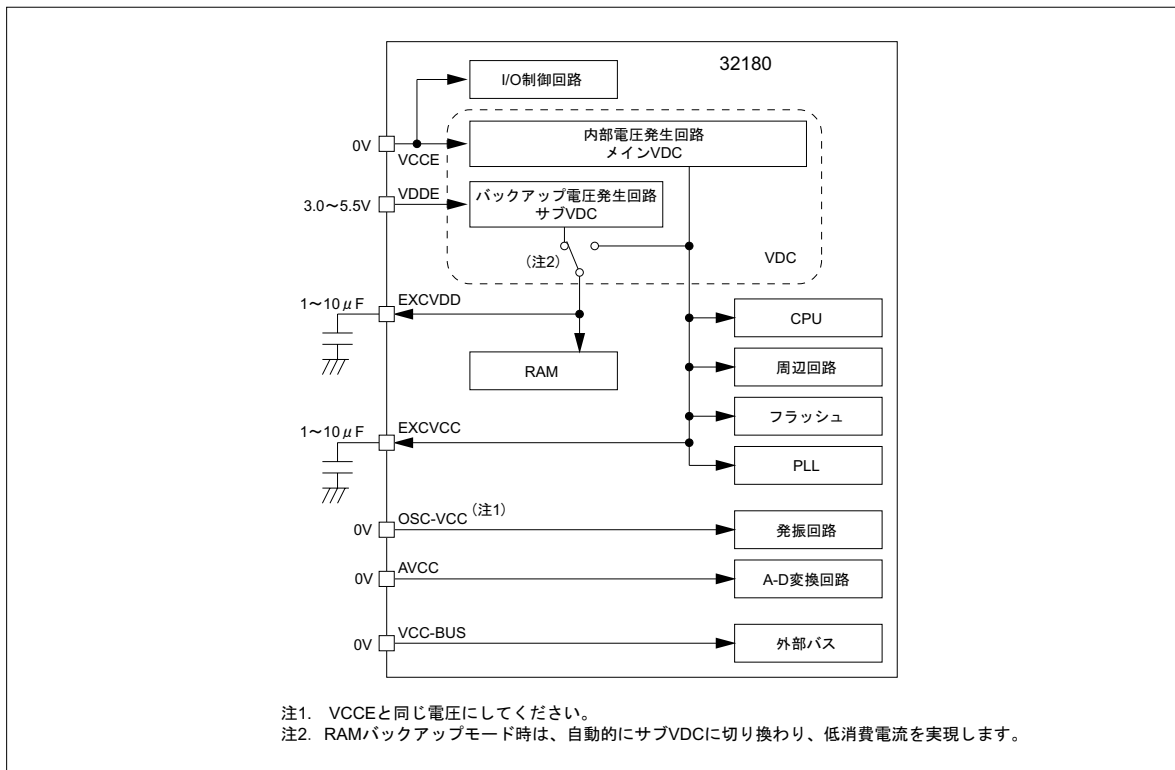 32180
I/O制御回路
内部電圧発生回路
メインVDC
0V
VCCE
VDDE
3.0～5.5V
バックアップ電圧発生回路
サブVDC
（注2）
VDC
1～10μF
EXCVDD
CPU
RAM
周辺回路
フラッシュ
1～10μF
EXCVCC
PLL
0V
OSC-VCC（注1）
発振回路
0V
AVCC
A-D変換回路
0V
VCC-BUS
外部バス
注1. VCCEと同じ電圧にしてください。
注2. RAMバックアップモード時は、自動的にサブVDCに切り換わり、低消費電流を実現します。